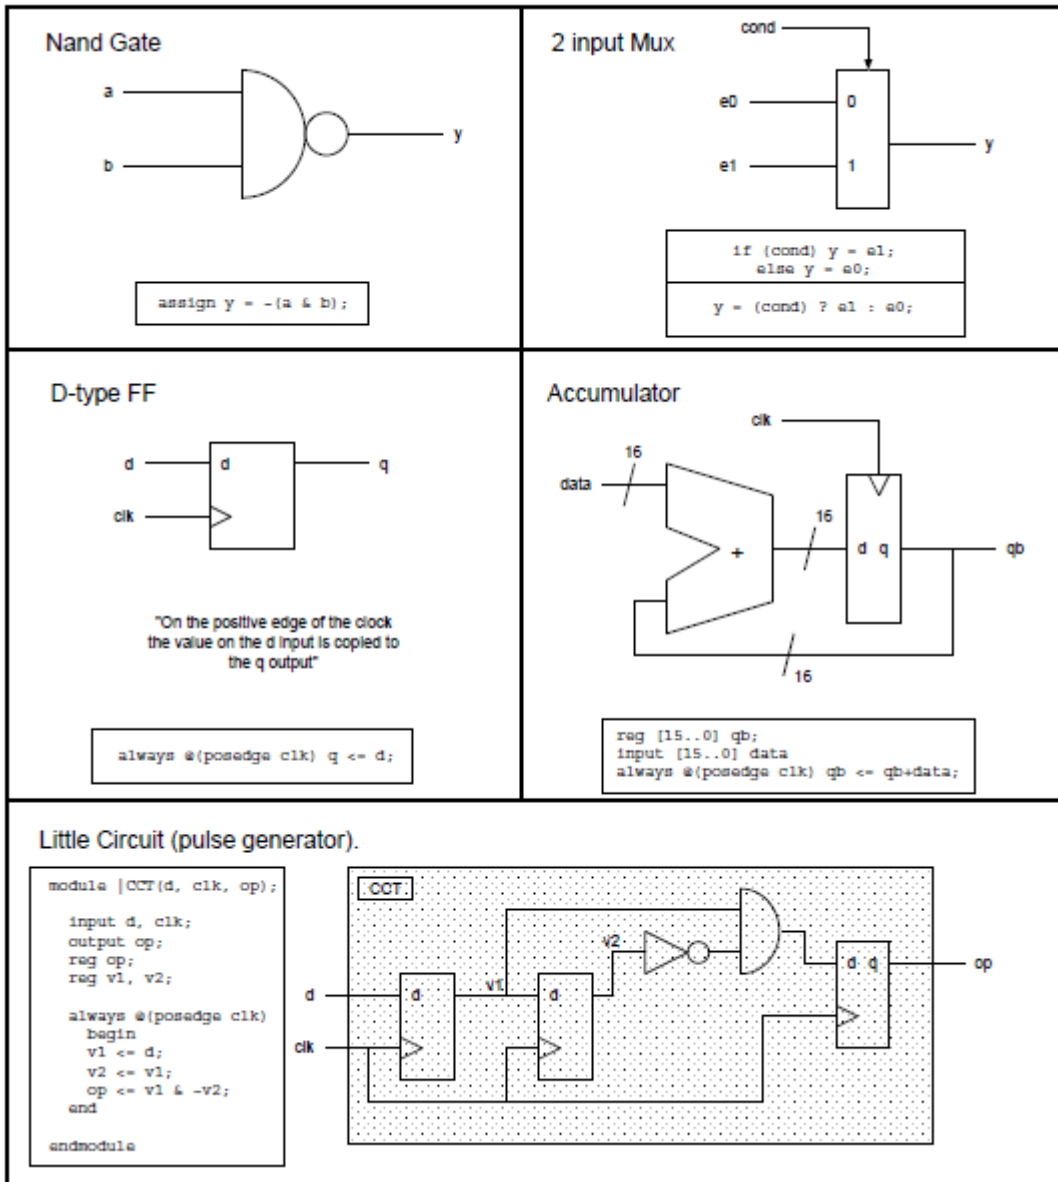 Nand Gate
a
b
y
assign y = ~(a & b);
2 input Mux
cond
e0
0
e1
1
y
if (cond) y = e1;
else y = e0;
y = (cond) ? e1 : e0;
D-type FF
d
d
q
clk
"On the positive edge of the clock
the value on the d input is copied to
the q output"
always @(posedge clk) q <= d;
Accumulator
clk
16
data
+
16
d q
qb
16
reg [15..0] qb;
input [15..0] data
always @(posedge clk) qb <= qb+data;
Little Circuit (pulse generator).
module |CCT(d, clk, op);
input d, clk;
output op;
reg op;
reg v1, v2;
always @(posedge clk)
begin
v1 <= d;
v2 <= v1;
op <= v1 & ~v2;
end
endmodule
CCT
v2
d q
op
v1
d
d
d
clk